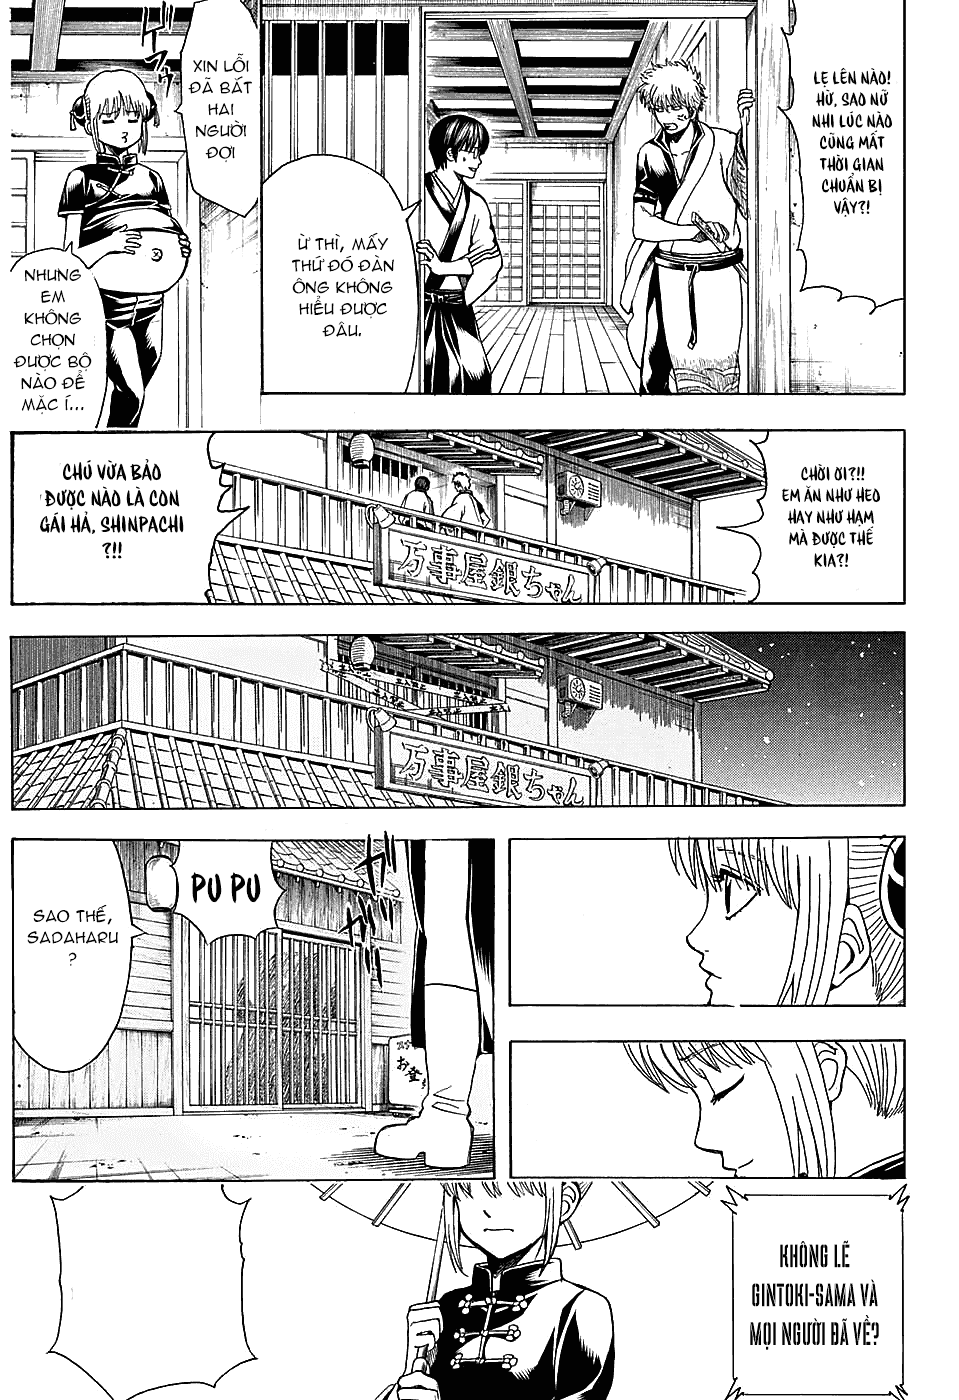 LẸ LÊN NÀO!
HỪ, SAO NỮ
NHI LÚC NÀO
CŨNG MẤT
THỜI GIAN
CHUẨN BỊ
VẬY?!
Ừ THÌ, MẤY
THỨ ĐÓ ĐÀN
ÔNG KHÔNG
HIỂU ĐƯỢC
ĐÂU.
XIN LỖI
ĐÃ BẮT
HAI
NGƯỜI
ĐỢI
NHƯNG
EM
KHÔNG
CHỌN
ĐƯỢC BỘ
NÀO ĐỂ
MẶC Í...
CHỜI ƠI?!!
EM ĂN NHƯ HEO
HAY NHƯ HẠM
MÀ ĐƯỢC THẾ
KIA?!
CHÚ VỪA BẢO
ĐƯỢC NÀO LÀ CON
GÁI HẢ, SHINPACHI
?!!
万事屋銀ちゃん
万事屋銀ちゃん
PU PU
SAO THẾ,
SADAHARU
?
KHÔNG LẼ
GINTOKI-SAMA VÀ
MỌI NGƯỜI ĐÃ VỀ?